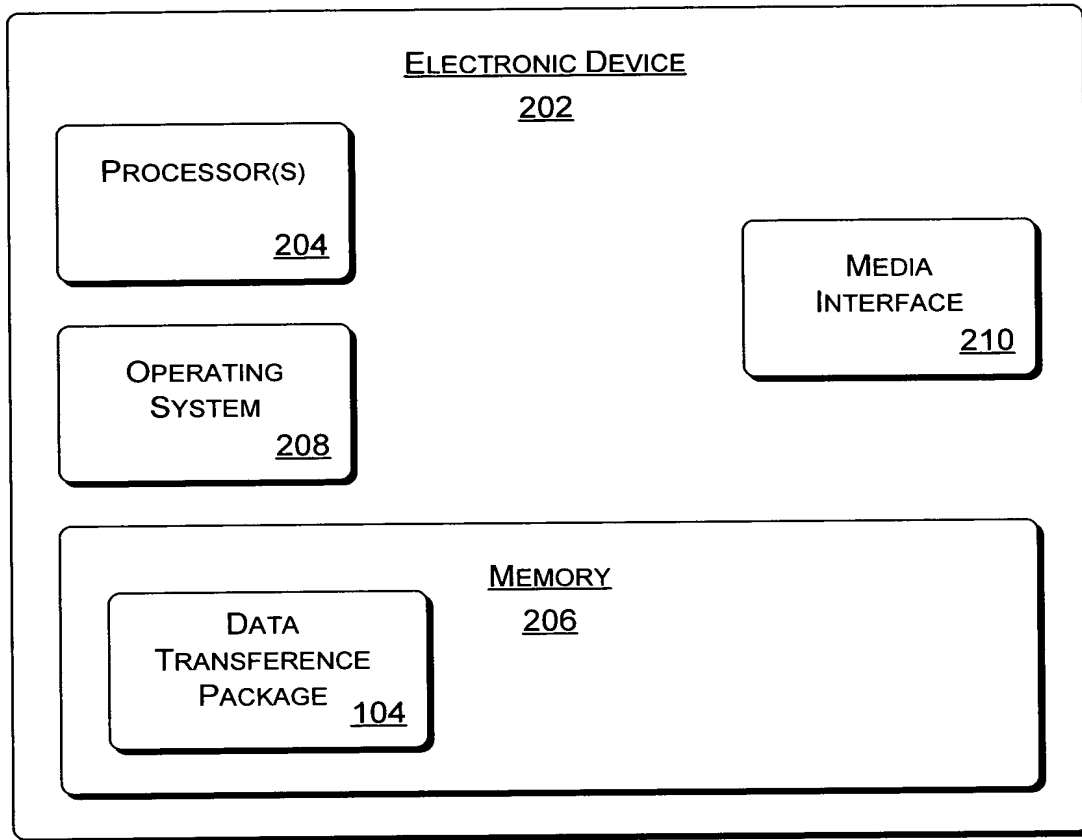 ELECTRONIC DEVICE
202
PROCESSOR(S)
204
MEDIA
INTERFACE
210
OPERATING
SYSTEM
208
MEMORY
206
DATA
TRANSFERENCE
PACKAGE
104